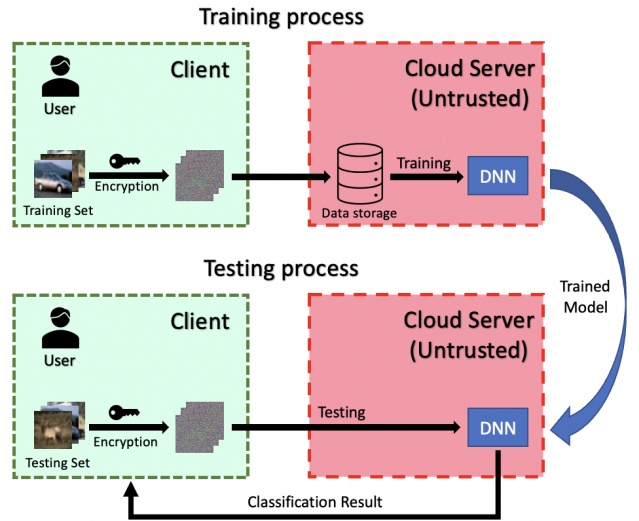 Training process
Client
User
Encryption
Training Set
Cloud Server
(Untrusted)
Training
DNN
Data storage
Trained
Model
Testing process
Client
User
Encryption
Testing Set
Cloud Server
(Untrusted)
Testing
DNN
Classification Result